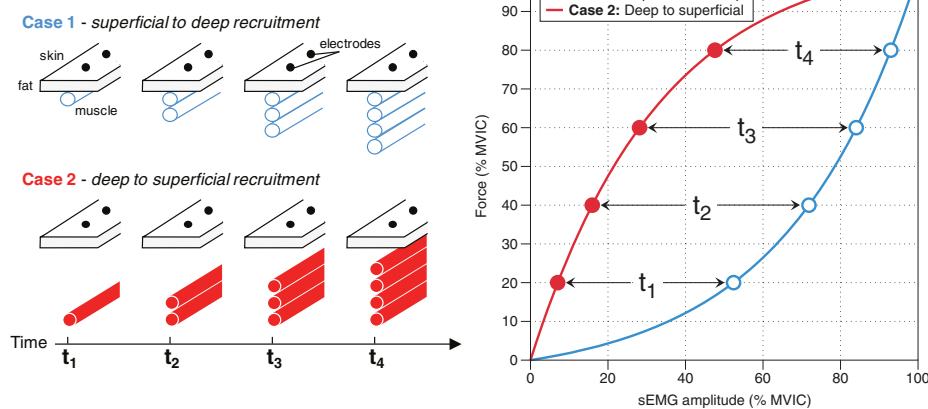 Case 1 - superficial to deep recruitment
skin
electrodes
fat
muscle
Case 2 - deep to superficial recruitment
Time
t1
t2
t3
t4
Case 2: Deep to superficial
90
80
70
60
50
40
30
20
10
0
Force (% MVIC)
t4
t3
t2
t1
0 20 40 60 80 100
sEMG amplitude (% MVIC)